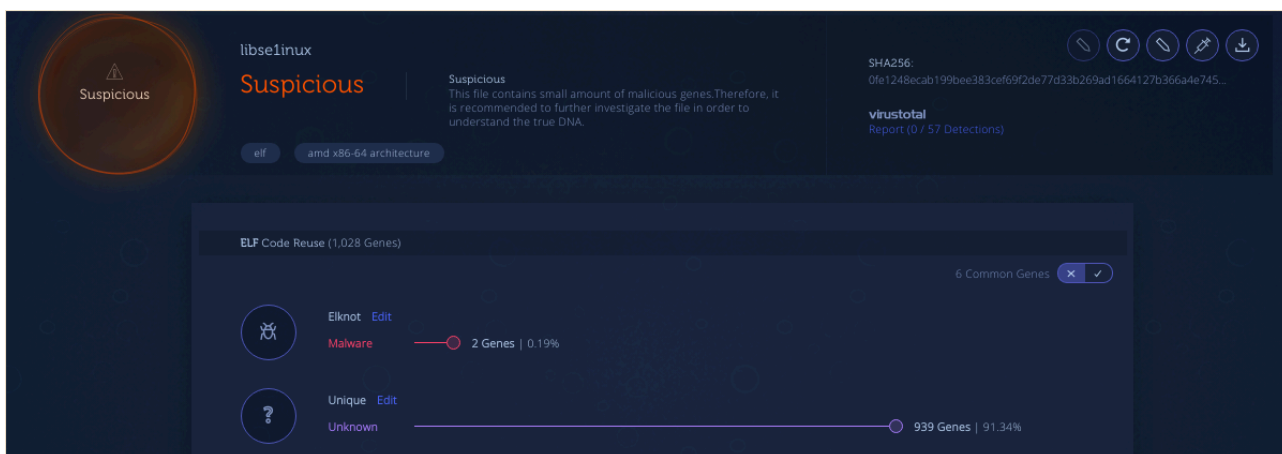 Suspicious
libse1inux
Suspicious
Suspicious
This file contains small amount of malicious genes.Therefore, it
is recommended to further investigate the file in order to
understand the true DNA.
elf
amd x86-64 architecture
SHA256:
0fe1248ecab199bee383cef69f2de77d33b269ad1664127b366a4e745...
virustotal
Report (0 / 57 Detections)
ELF Code Reuse (1,028 Genes)
6 Common Genes
Elknot Edit
Malware 2 Genes | 0.19%
Unique Edit
Unknown 939 Genes | 91.34%